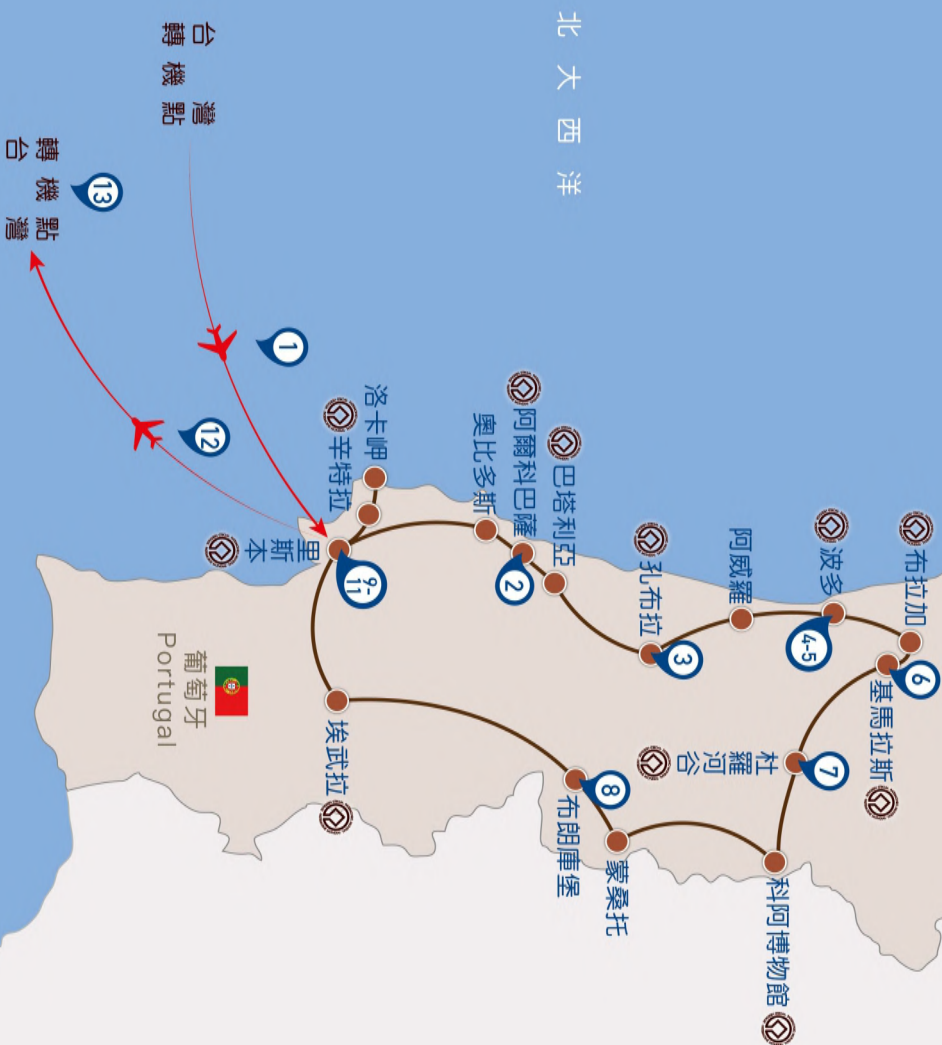 北大西洋
台灣
轉機點
1
轉機點
台灣
13
12
洛卡岬
辛特拉
里斯本
9-11
奧比多斯
阿爾科巴薩
2
巴塔利亞
孔布拉
3
阿威羅
波多
4-5
布拉加
基馬拉斯
6
杜羅河谷
7
科阿博物館
蒙桑托
布朗庫堡
8
埃武拉
葡萄牙
Portugal